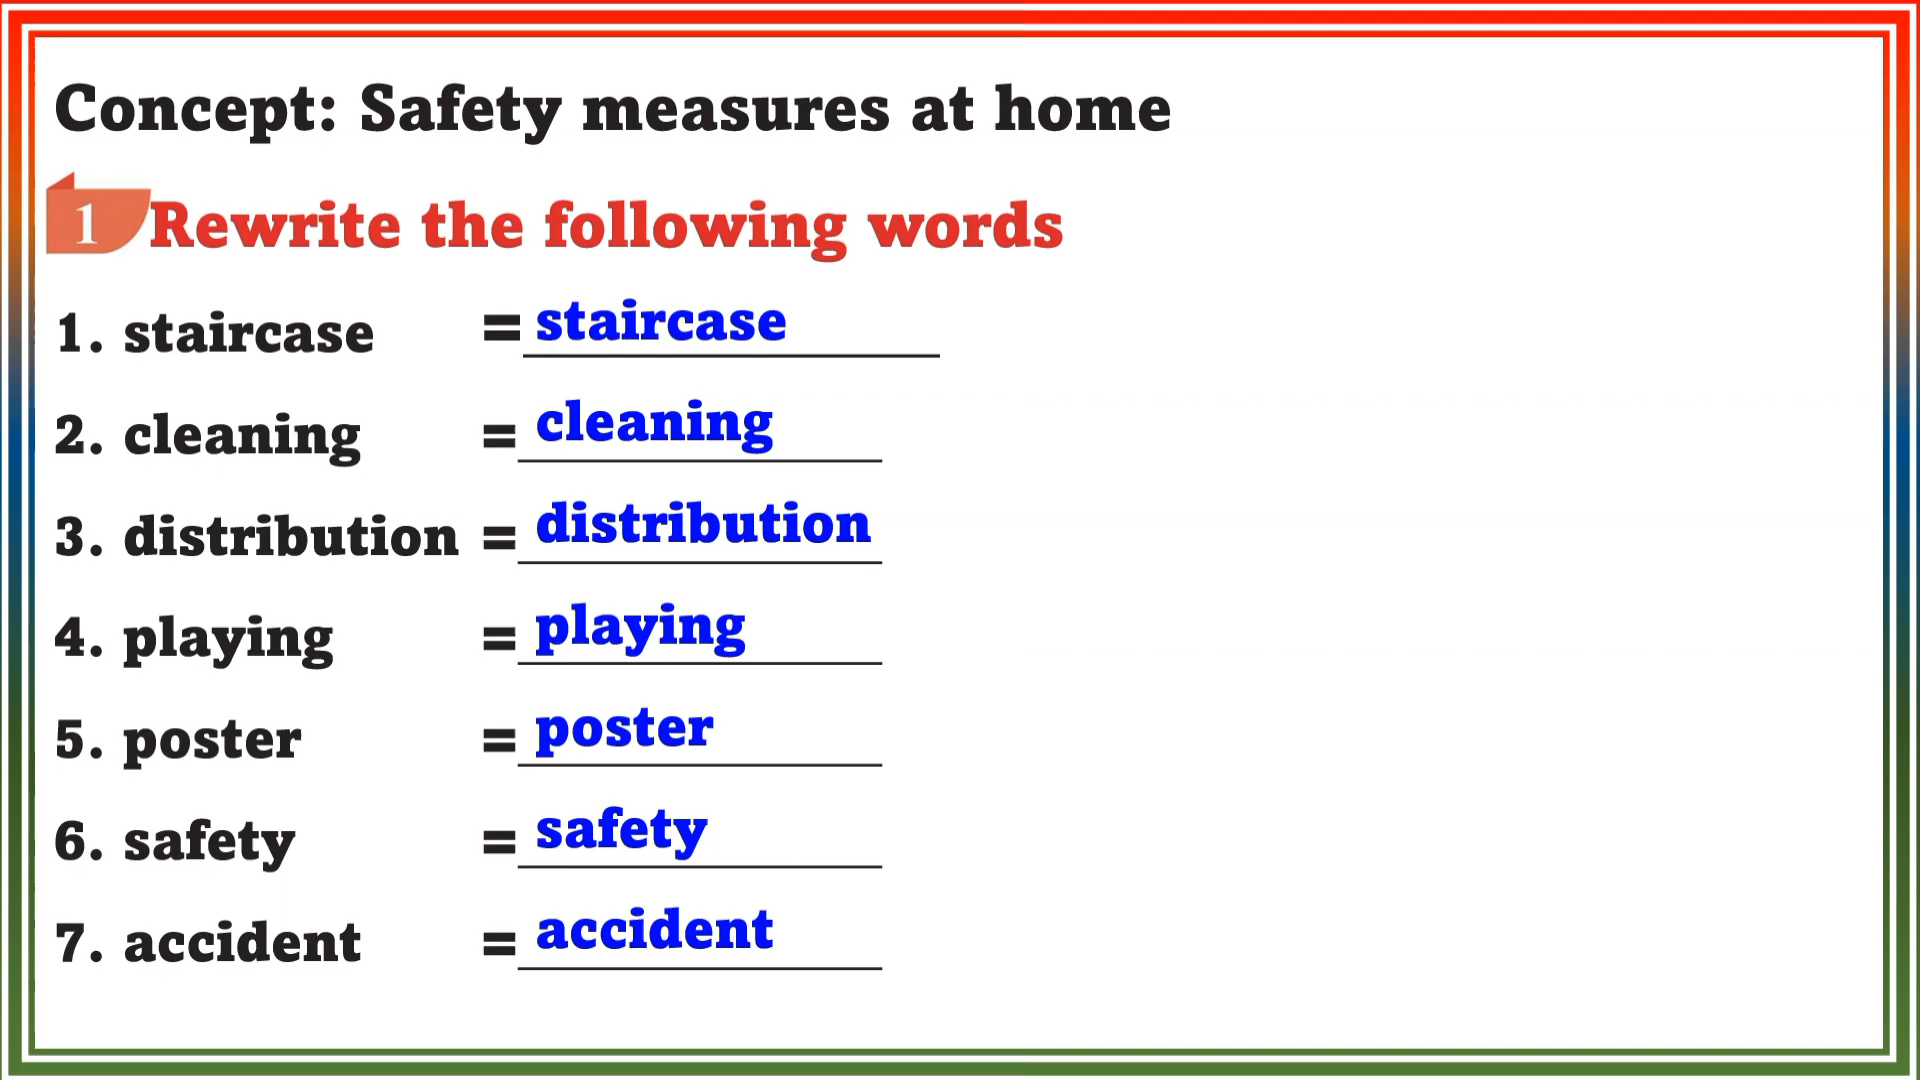 Concept: Safety measures at home
1 Rewrite the following words
1. staircase = staircase
2. cleaning = cleaning
3. distribution = distribution
4. playing = playing
5. poster = poster
6. safety = safety
7. accident = accident